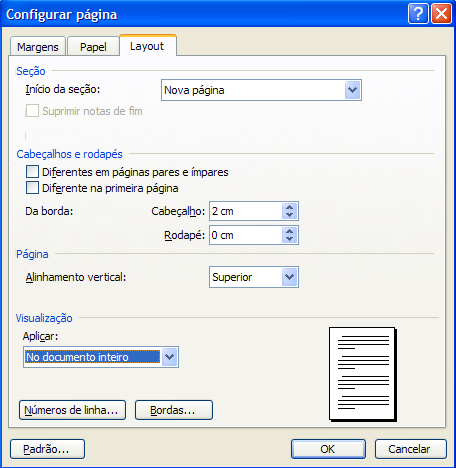 Configurar página
Margens Papel Layout
Seção
Início da seção: Nova página
Suprimir notas de fim
Cabeçalhos e rodapés
Diferentes em páginas pares e ímpares
Diferente na primeira página
Da borda: Cabeçalho: 2 cm
Rodapé: 0 cm
Página
Alinhamento vertical: Superior
Visualização
Aplicar:
No documento inteiro
Números de linha... Bordas...
Padrão... OK Cancelar